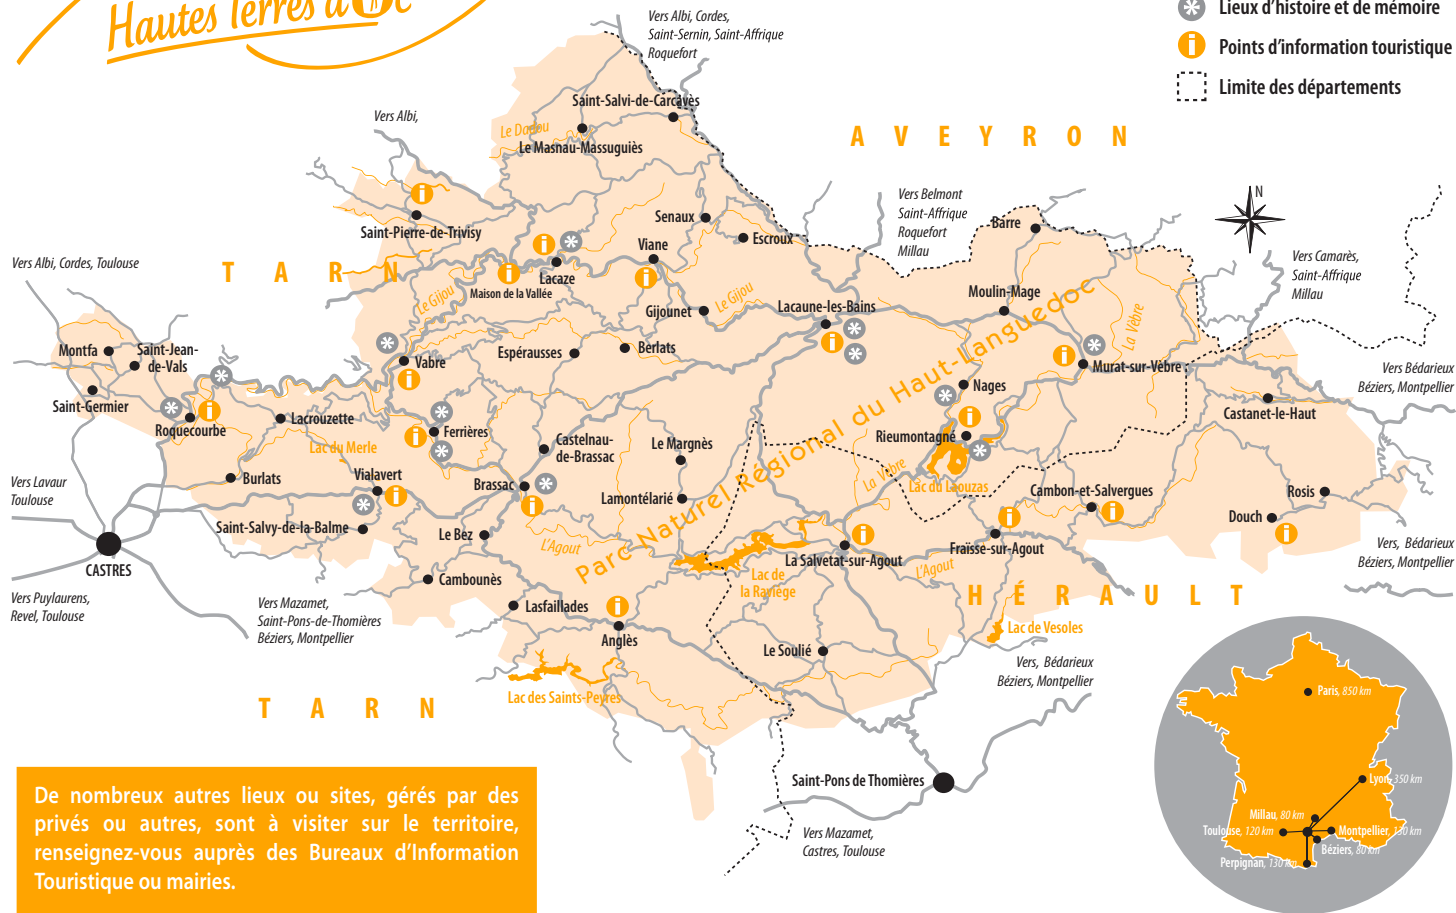 Hautes Terres d'Oc
Lieux d'histoire et de mémoire
Points d'information touristique
Limite des départements
Vers Albi, Cordes,
Saint-Sernin, Saint-Affrique
Roquefort
Vers Albi,
Saint-Salvi-de-Carcavès
Le Dadou
Le Masnau-Massuguiès
A V E Y R O N
N
Saint-Pierre-de-Trivisy
Senaux
Escroux
Vers Belmont
Saint-Affrique
Roquefort
Millau
Barre
Vers Camarès,
Saint-Affrique
Millau
Vers Albi, Cordes, Toulouse
T A R N
Viane
Lacaze
Maison de la Vallée
Le Gijou
Gijounet
Le Gijou
Lacaune-les-Bains
Moulin-Mage
La Vèbre
Parc Naturel Régional du Haut-Languedoc
Montfa
Saint-Jean-
de-Vals
Vabre
Espérausses
Berlats
Murat-sur-Vèbre
Vers Bédarieux
Béziers, Montpellier
Saint-Germier
Roquecourbe
Lacrouzette
Ferrières
Nages
Castanet-le-Haut
Lac du Merle
Castelnau-
de-Brassac
Le Margnès
Rieumontagné
Burlats
Vialavert
Brassac
Lamontélarié
La Vèbre
Lac du Laouzas
Cambon-et-Salvergues
Rosis
Vers Lavaur
Toulouse
Saint-Salvy-de-la-Balme
Le Bez
L'Agout
Douch
CASTRES
La Salvetat-sur-Agout
Fraïsse-sur-Agout
L'Agout
Vers, Bédarieux
Béziers, Montpellier
Lac de
la Raviège
Cambounès
Vers Puylaurens,
Revel, Toulouse
Vers Mazamet,
Saint-Pons-de-Thomières
Béziers, Montpellier
Lasfaillades
Anglès
H É R A U L T
Lac de Vesoles
Le Soulié
Vers, Bédarieux
Béziers, Montpellier
Lac des Saints-Peyres
T A R N
Saint-Pons de Thomières
Vers Mazamet,
Castres, Toulouse
Paris, 850 km
Lyon, 350 km
Millau, 80 km
Toulouse, 120 km
Montpellier, 130 km
Béziers, 80 km
Perpignan, 130 km
De nombreux autres lieux ou sites, gérés par des
privés ou autres, sont à visiter sur le territoire,
renseignez-vous auprès des Bureaux d'Information
Touristique ou mairies.